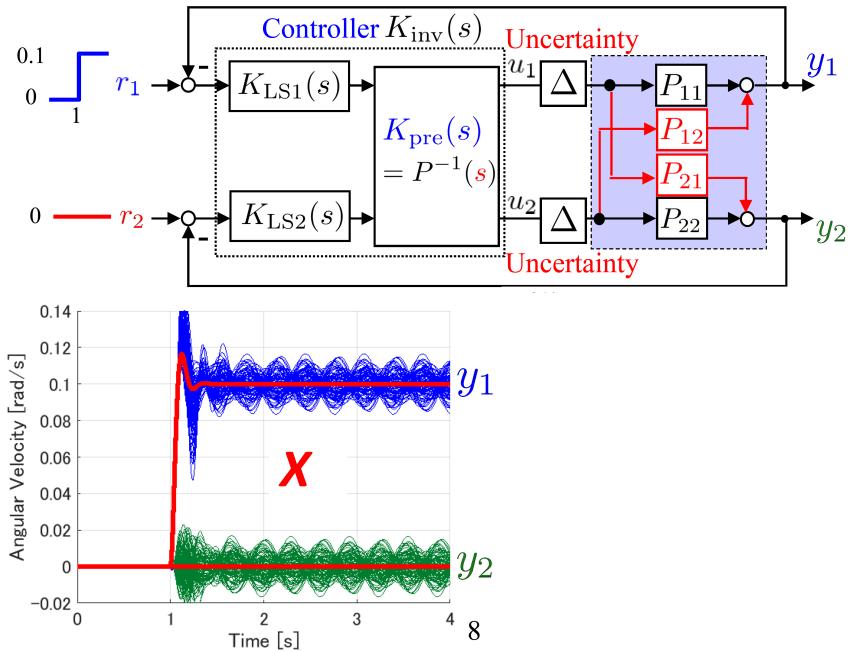 Controller K_inv(s)
Uncertainty
0.1
0
1
r₁
-
K_LS1(s)
K_pre(s)
= P⁻¹(s)
u₁
Δ
P₁₁
P₁₂
P₂₁
P₂₂
y₁
0
r₂
-
K_LS2(s)
u₂
Δ
y₂
Uncertainty
0.14
0.12
0.1
0.08
0.06
0.04
0.02
0
-0.02
Angular Velocity [rad/s]
X
y₁
y₂
0
1
2
3
4
Time [s]
8